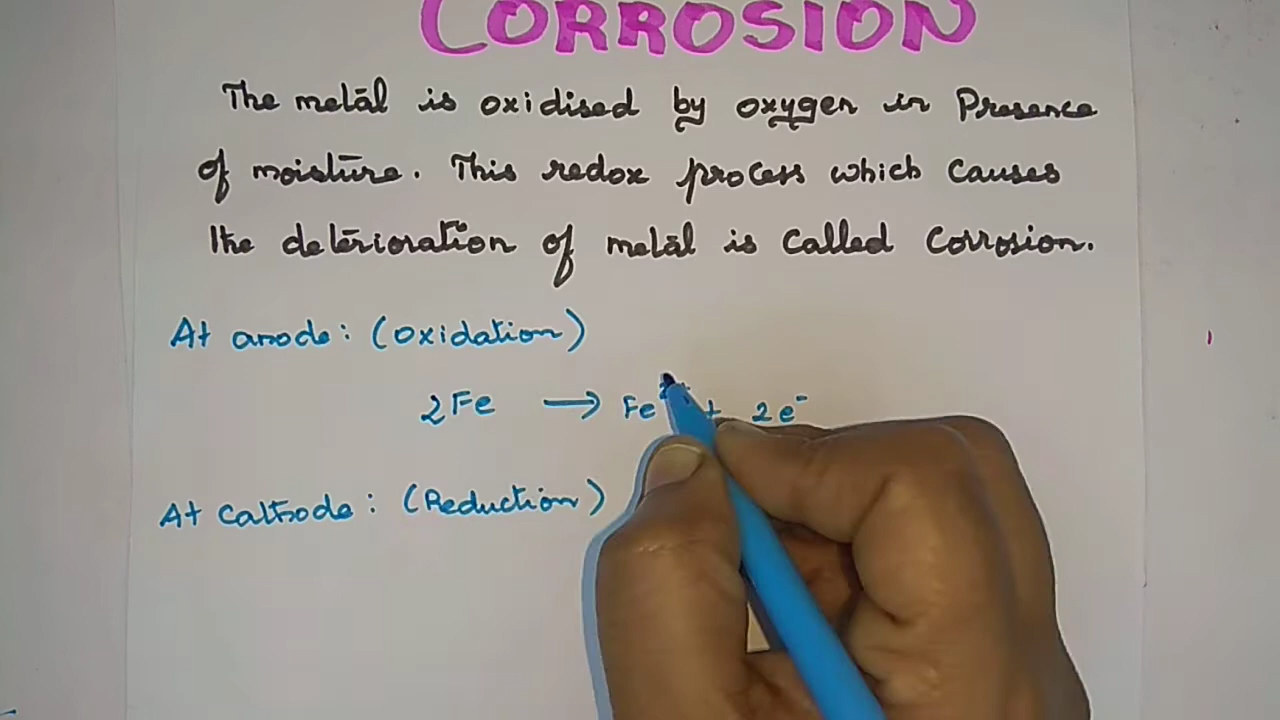 CORROSION
The metal is oxidised by oxygen in Presence
of moisture. This redox process which causes
the deterioration of metal is called Corrosion.
At anode: (Oxidation)
2Fe → Fe²⁺ + 2e⁻
At Cathode: (Reduction)